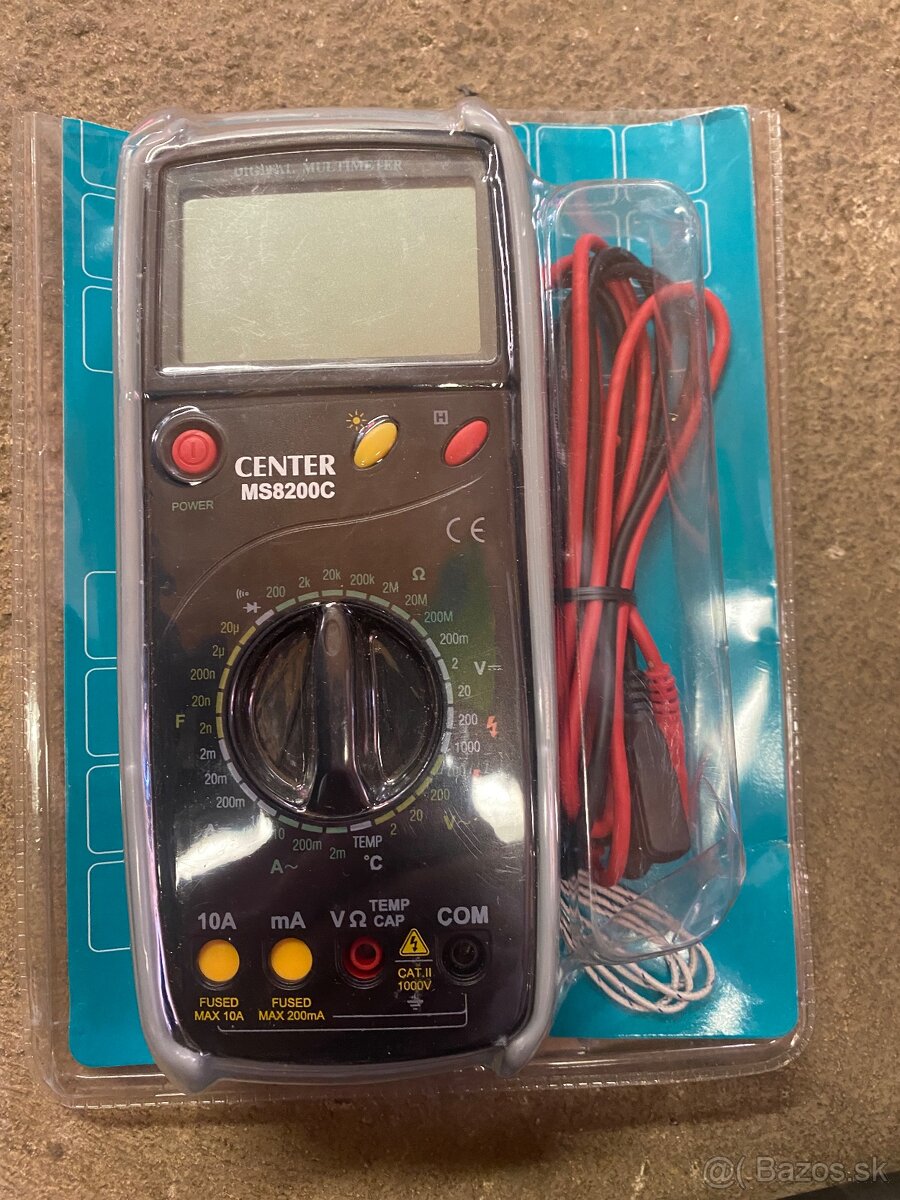 DIGITAL MULTIMETER
POWER
CENTER
MS8200C
H
CE
Ω
200 2k 20k 200k 2M 20M 200M
200m
2
V
20
200
1000
200
20
2
V~
TEMP
°C
2m
200m
10
A~
200m
20m
2m
F
2n
20n
200n
2µ
20µ
10A
mA
VΩ
TEMP
CAP
COM
FUSED
MAX 10A
FUSED
MAX 200mA
CAT.II
1000V
@( Bazos.sk